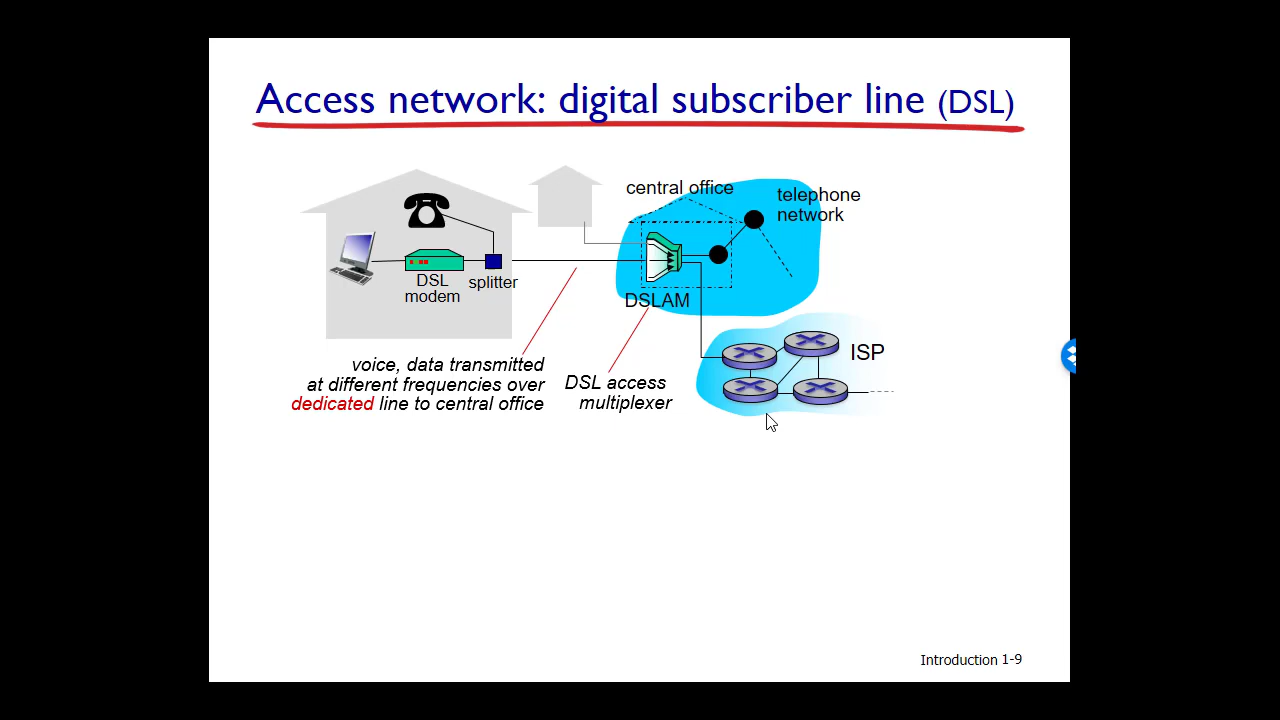 Access network: digital subscriber line (DSL)
central office
telephone
network
DSL
modem
splitter
DSLAM
ISP
voice, data transmitted
at different frequencies over
dedicated line to central office
DSL access
multiplexer
Introduction 1-9